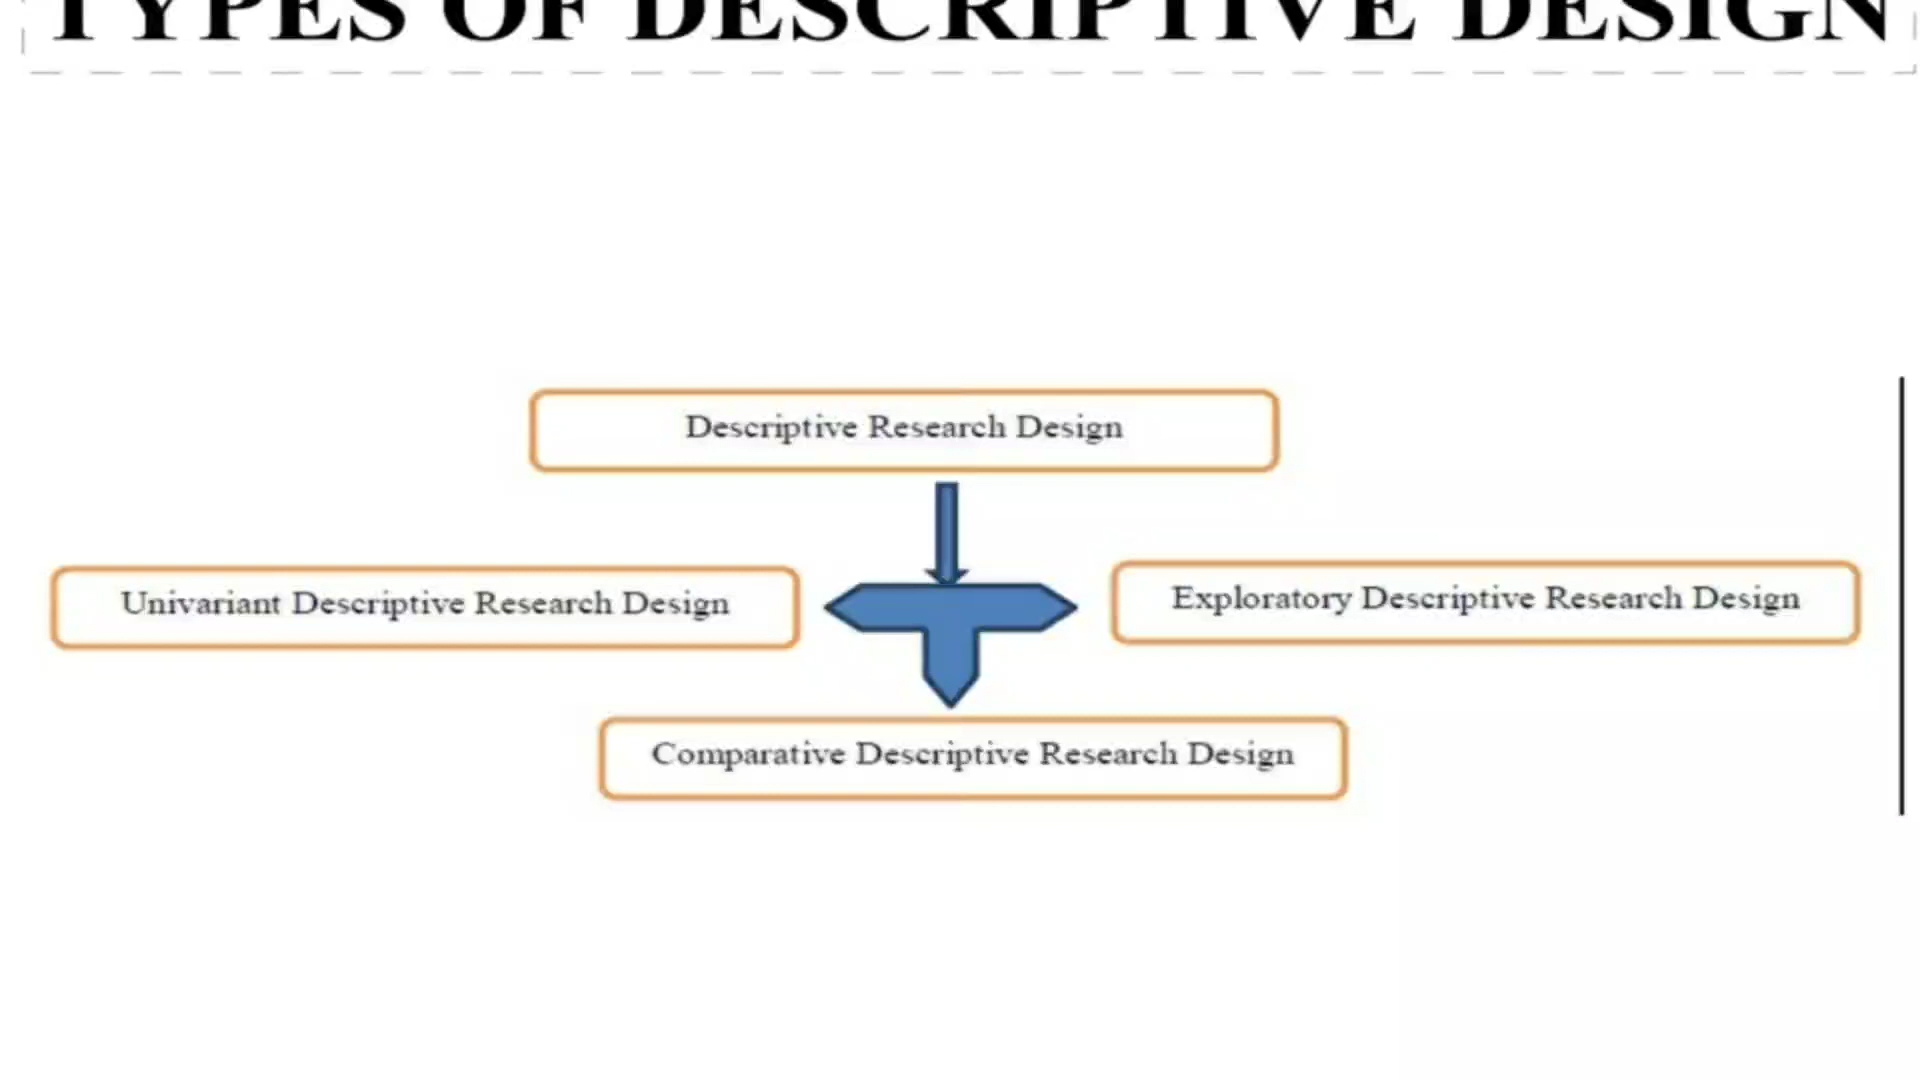 TYPES OF DESCRIPTIVE DESIGN
Descriptive Research Design
Univariant Descriptive Research Design
Exploratory Descriptive Research Design
Comparative Descriptive Research Design